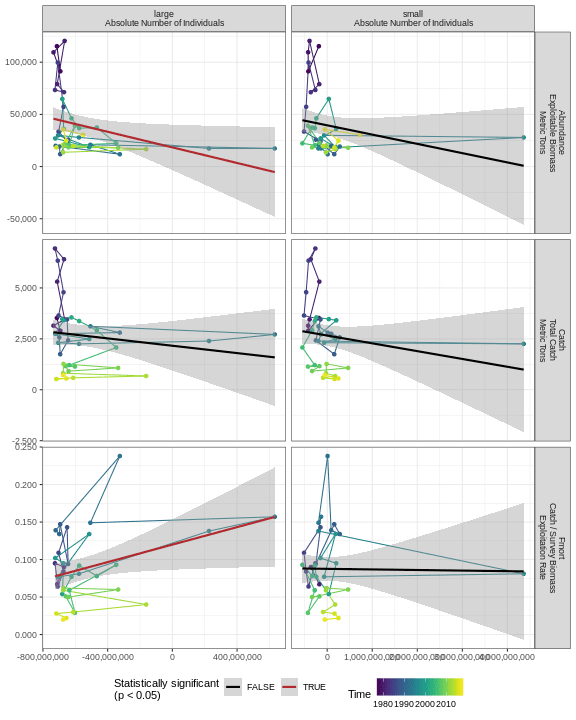 large
Absolute Number of Individuals
small
Absolute Number of Individuals
100,000
50,000
0
-50,000
Abundance
Exploitable Biomass
Metric Tons
5,000
2,500
0
-2,500
Catch
Total Catch
Metric Tons
0.250
0.200
0.150
0.100
0.050
0.000
Fmort
Catch / Survey Biomass
Exploitation Rate
-800,000,000
-400,000,000
0
400,000,000
0
1,000,000,000
2,000,000,000
3,000,000,000
4,000,000,000
Statistically significant
(p < 0.05)
FALSE
TRUE
Time
1980
1990
2000
2010